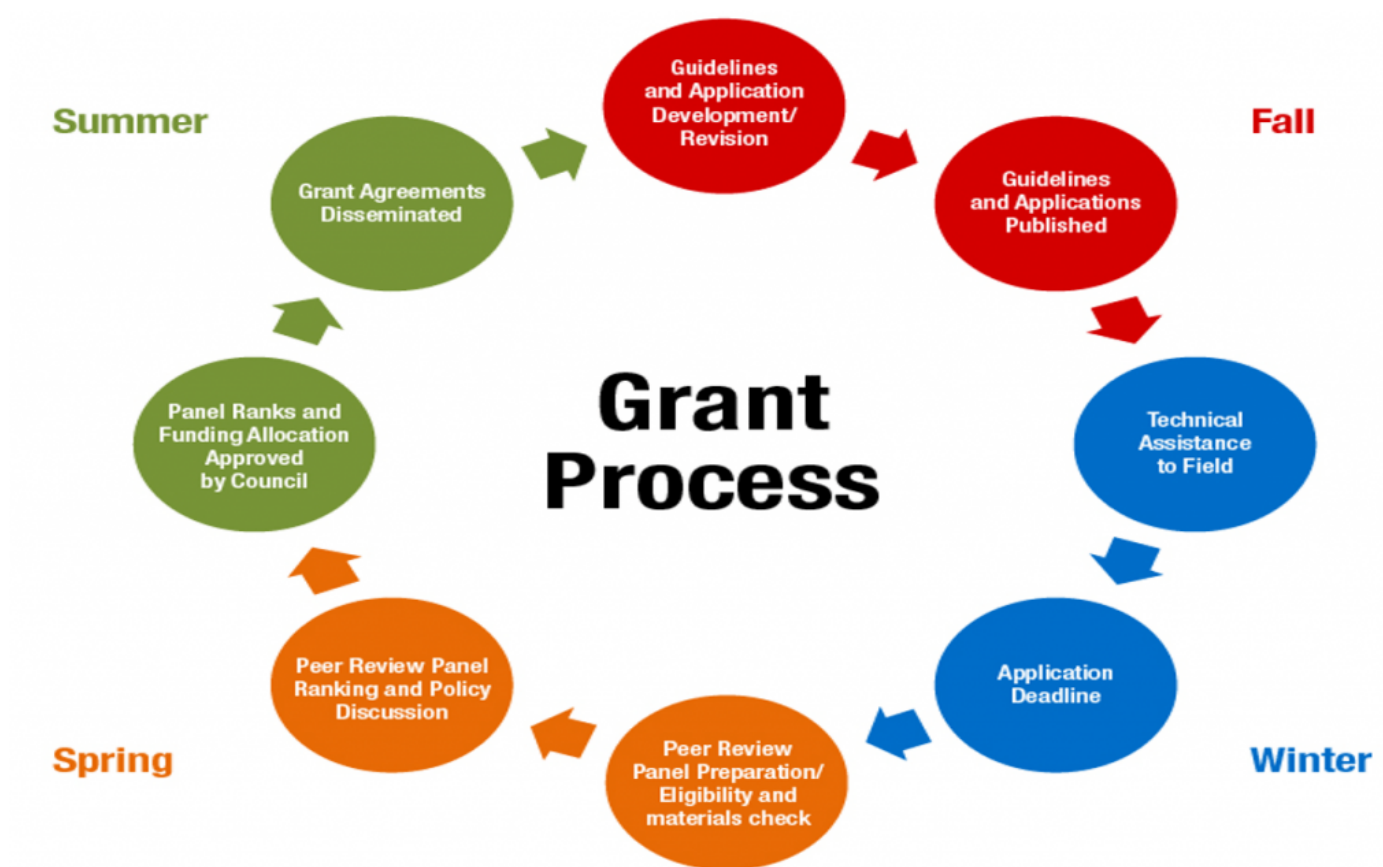 Guidelines
and Application
Development/
Revision
Summer
Fall
Grant Agreements
Disseminated
Guidelines
and Applications
Published
Grant
Process
Panel Ranks and
Funding Allocation
Approved
by Council
Technical
Assistance
to Field
Peer Review Panel
Ranking and Policy
Discussion
Application
Deadline
Spring
Peer Review
Panel Preparation/
Eligibility and
materials check
Winter